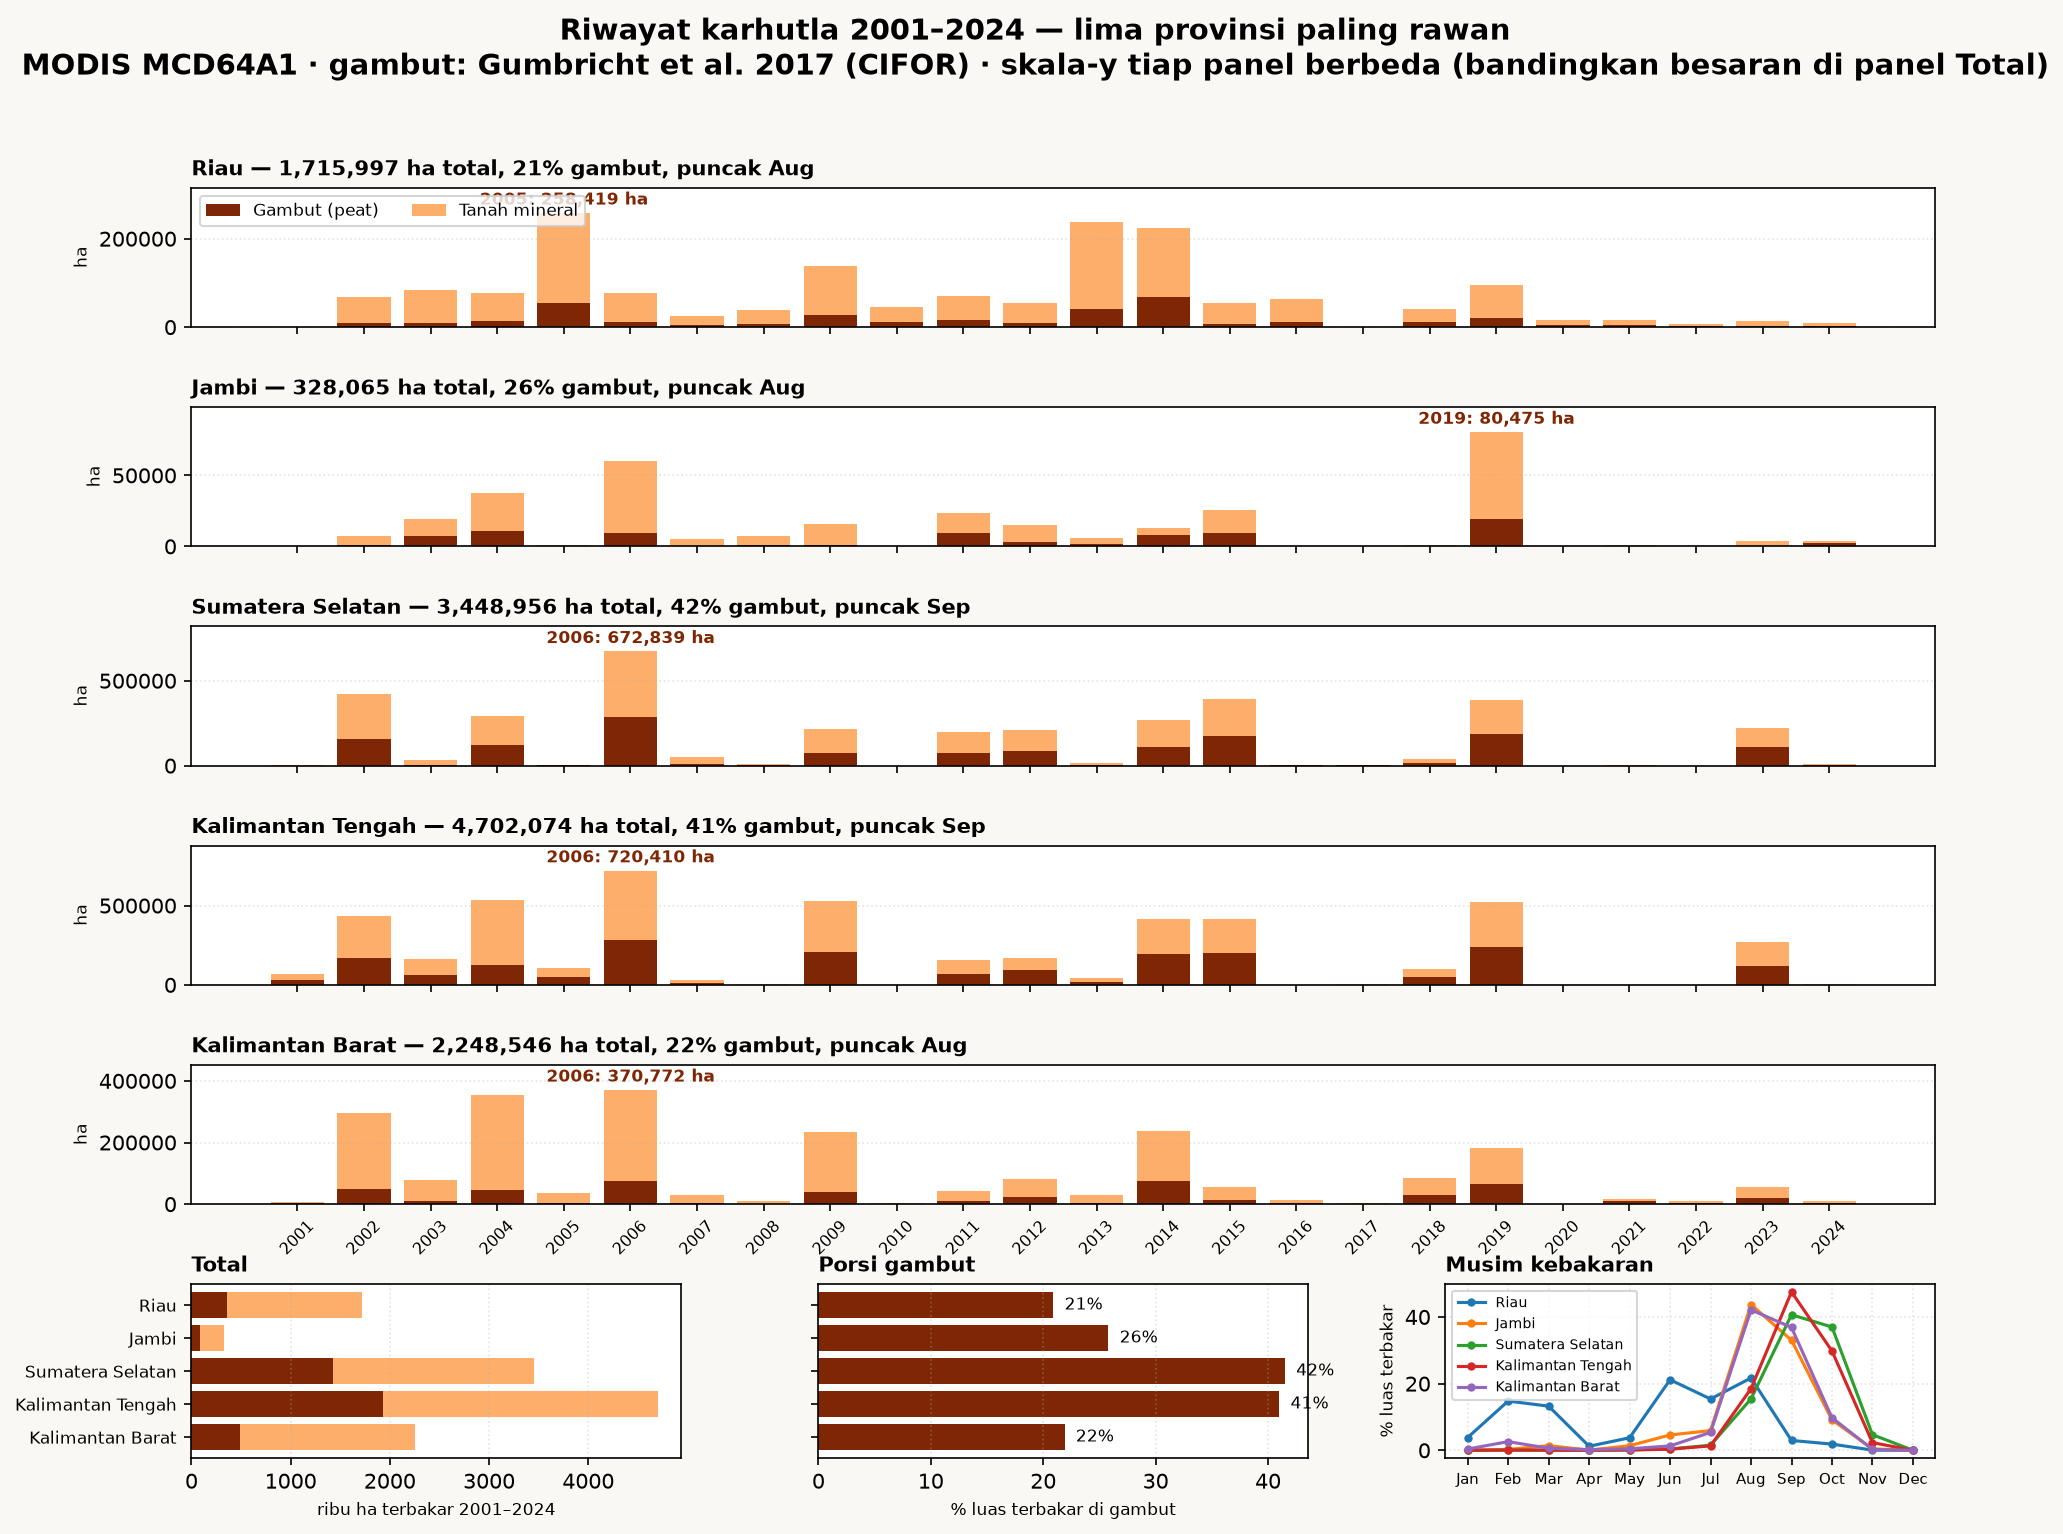 Riwayat karhutla 2001–2024 — lima provinsi paling rawan
MODIS MCD64A1 · gambut: Gumbricht et al. 2017 (CIFOR) · skala-y tiap panel berbeda (bandingkan besaran di panel Total)
Riau — 1,715,997 ha total, 21% gambut, puncak Aug
2005: 258,419 ha
Gambut (peat) Tanah mineral
200000
0
ha
Jambi — 328,065 ha total, 26% gambut, puncak Aug
2019: 80,475 ha
50000
0
ha
Sumatera Selatan — 3,448,956 ha total, 42% gambut, puncak Sep
2006: 672,839 ha
500000
0
ha
Kalimantan Tengah — 4,702,074 ha total, 41% gambut, puncak Sep
2006: 720,410 ha
500000
0
ha
Kalimantan Barat — 2,248,546 ha total, 22% gambut, puncak Aug
2006: 370,772 ha
400000
200000
0
ha
2001 2002 2003 2004 2005 2006 2007 2008 2009 2010 2011 2012 2013 2014 2015 2016 2017 2018 2019 2020 2021 2022 2023 2024
Total
Riau
Jambi
Sumatera Selatan
Kalimantan Tengah
Kalimantan Barat
0 1000 2000 3000 4000
ribu ha terbakar 2001–2024
Porsi gambut
21%
26%
42%
41%
22%
0 10 20 30 40
% luas terbakar di gambut
Musim kebakaran
Riau
Jambi
Sumatera Selatan
Kalimantan Tengah
Kalimantan Barat
40
20
0
% luas terbakar
Jan Feb Mar Apr May Jun Jul Aug Sep Oct Nov Dec